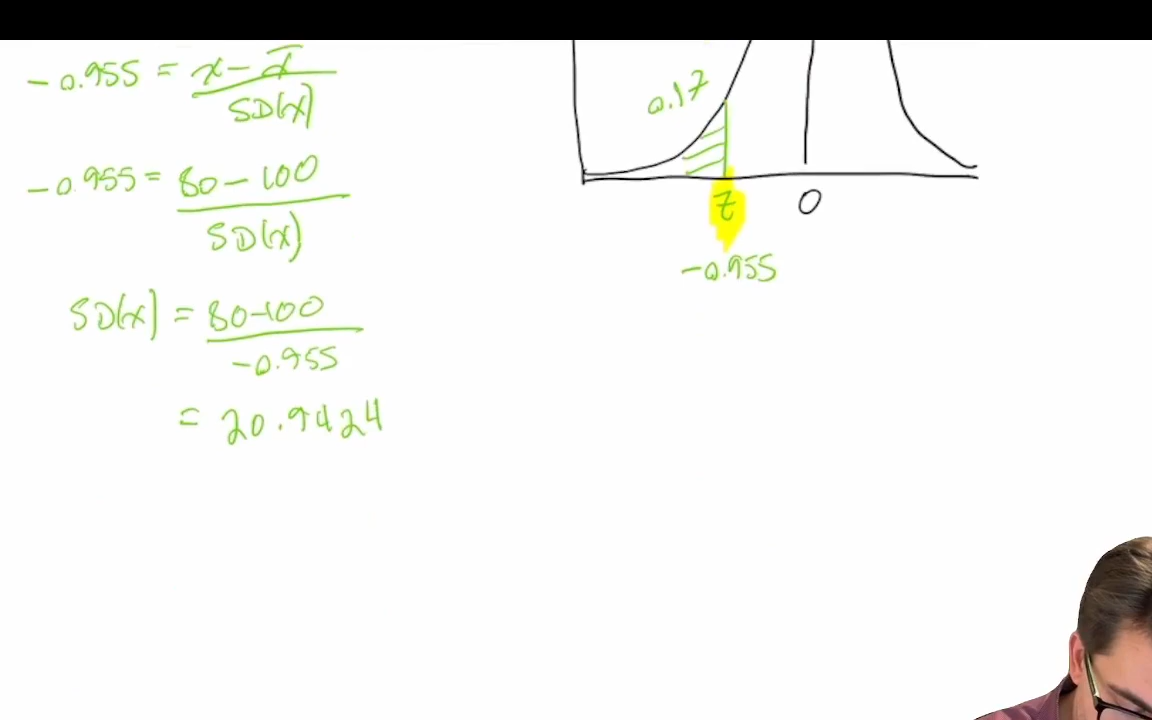 -0.955 = x - x̄
SD(x)
-0.955 = 80 - 100
SD(x)
SD(x) = 80-100
-0.955
= 20.9424
0.17
z
0
-0.955